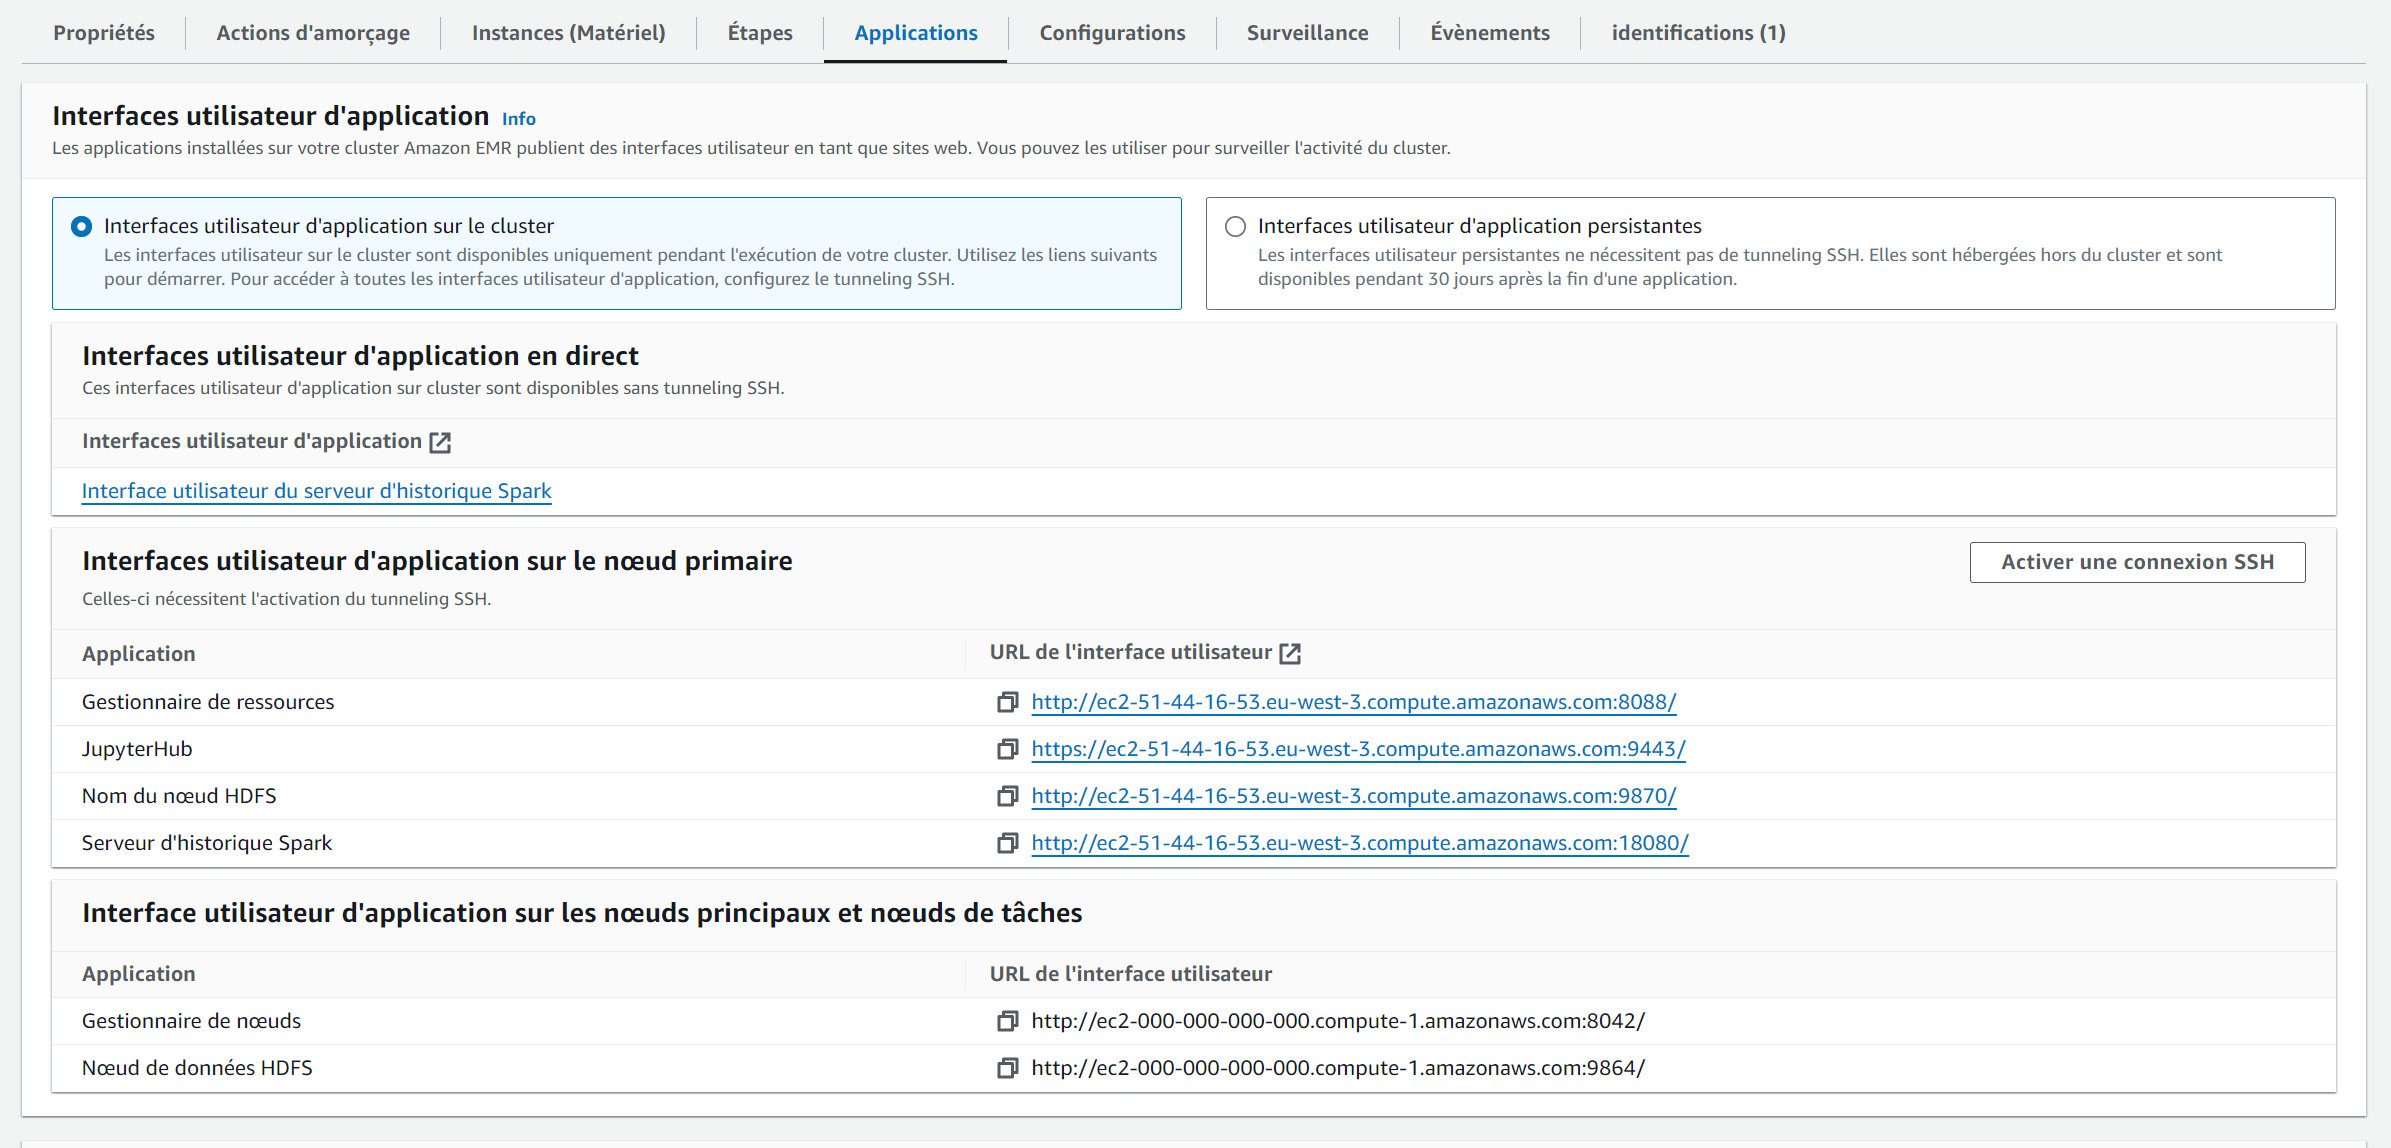 Propriétés
Actions d'amorçage
Instances (Matériel)
Étapes
Applications
Configurations
Surveillance
Évènements
identifications (1)
Interfaces utilisateur d'application Info
Les applications installées sur votre cluster Amazon EMR publient des interfaces utilisateur en tant que sites web. Vous pouvez les utiliser pour surveiller l'activité du cluster.
Interfaces utilisateur d'application sur le cluster
Les interfaces utilisateur sur le cluster sont disponibles uniquement pendant l'exécution de votre cluster. Utilisez les liens suivants
pour démarrer. Pour accéder à toutes les interfaces utilisateur d'application, configurez le tunneling SSH.
Interfaces utilisateur d'application persistantes
Les interfaces utilisateur persistantes ne nécessitent pas de tunneling SSH. Elles sont hébergées hors du cluster et sont
disponibles pendant 30 jours après la fin d'une application.
Interfaces utilisateur d'application en direct
Ces interfaces utilisateur d'application sur cluster sont disponibles sans tunneling SSH.
Interfaces utilisateur d'application
Interface utilisateur du serveur d'historique Spark
Interfaces utilisateur d'application sur le nœud primaire
Activer une connexion SSH
Celles-ci nécessitent l'activation du tunneling SSH.
Application URL de l'interface utilisateur
Gestionnaire de ressources http://ec2-51-44-16-53.eu-west-3.compute.amazonaws.com:8088/
JupyterHub https://ec2-51-44-16-53.eu-west-3.compute.amazonaws.com:9443/
Nom du nœud HDFS http://ec2-51-44-16-53.eu-west-3.compute.amazonaws.com:9870/
Serveur d'historique Spark http://ec2-51-44-16-53.eu-west-3.compute.amazonaws.com:18080/
Interface utilisateur d'application sur les nœuds principaux et nœuds de tâches
Application URL de l'interface utilisateur
Gestionnaire de nœuds http://ec2-000-000-000-000.compute-1.amazonaws.com:8042/
Nœud de données HDFS http://ec2-000-000-000-000.compute-1.amazonaws.com:9864/